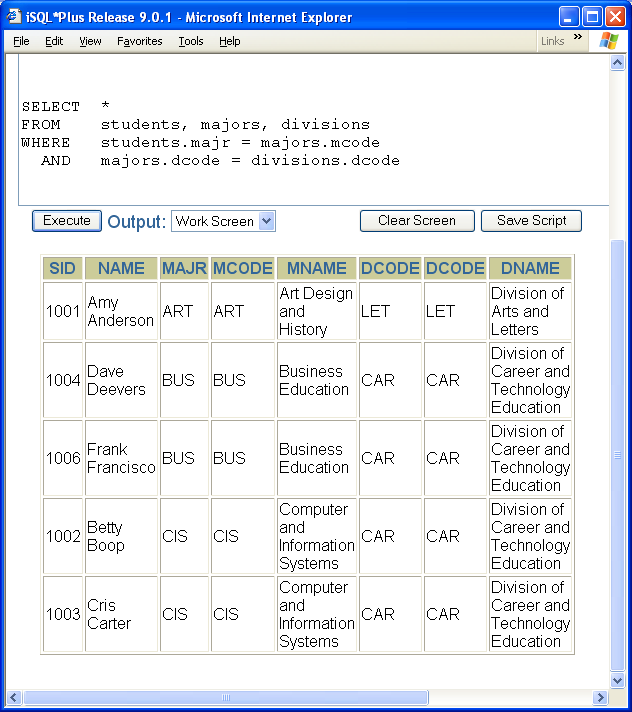 iSQL*Plus Release 9.0.1 - Microsoft Internet Explorer
File Edit View Favorites Tools Help Links »
SELECT *
FROM students, majors, divisions
WHERE students.majr = majors.mcode
AND majors.dcode = divisions.dcode
Execute Output: Work Screen Clear Screen Save Script
SID NAME MAJR MCODE MNAME DCODE DCODE DNAME
1001 Amy Anderson ART ART Art Design and History LET LET Division of Arts and Letters
1004 Dave Deevers BUS BUS Business Education CAR CAR Division of Career and Technology Education
1006 Frank Francisco BUS BUS Business Education CAR CAR Division of Career and Technology Education
1002 Betty Boop CIS CIS Computer and Information Systems CAR CAR Division of Career and Technology Education
1003 Cris Carter CIS CIS Computer and Information Systems CAR CAR Division of Career and Technology Education